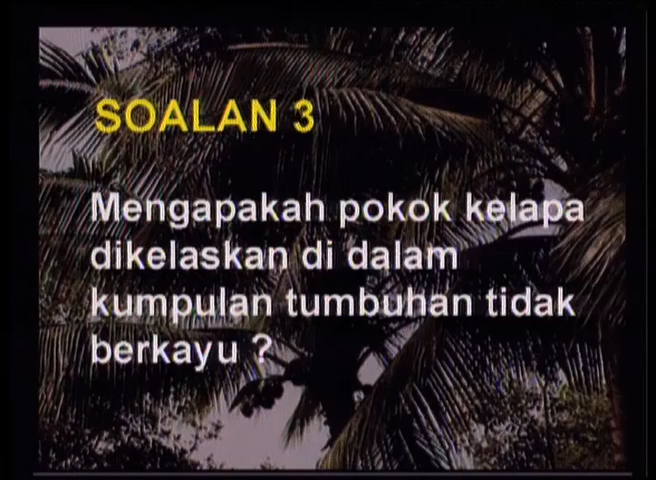 SOALAN 3
Mengapakah pokok kelapa
dikelaskan di dalam
kumpulan tumbuhan tidak
berkayu ?